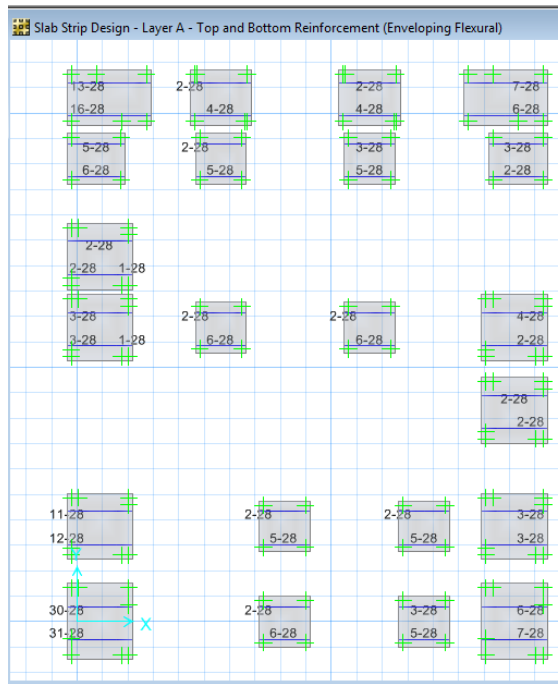 Slab Strip Design - Layer A - Top and Bottom Reinforcement (Enveloping Flexural)
13-28 2-28 2-28 7-28
16-28 4-28 4-28 6-28
5-28 2-28 3-28 3-28
6-28 5-28 5-28 2-28
2-28
2-28 1-28
3-28 2-28 2-28 4-28
3-28 1-28 6-28 6-28 2-28
2-28
2-28
11-28 2-28 2-28 3-28
12-28 5-28 5-28 3-28
Y
30-28 2-28 3-28 6-28
X
31-28 6-28 5-28 7-28